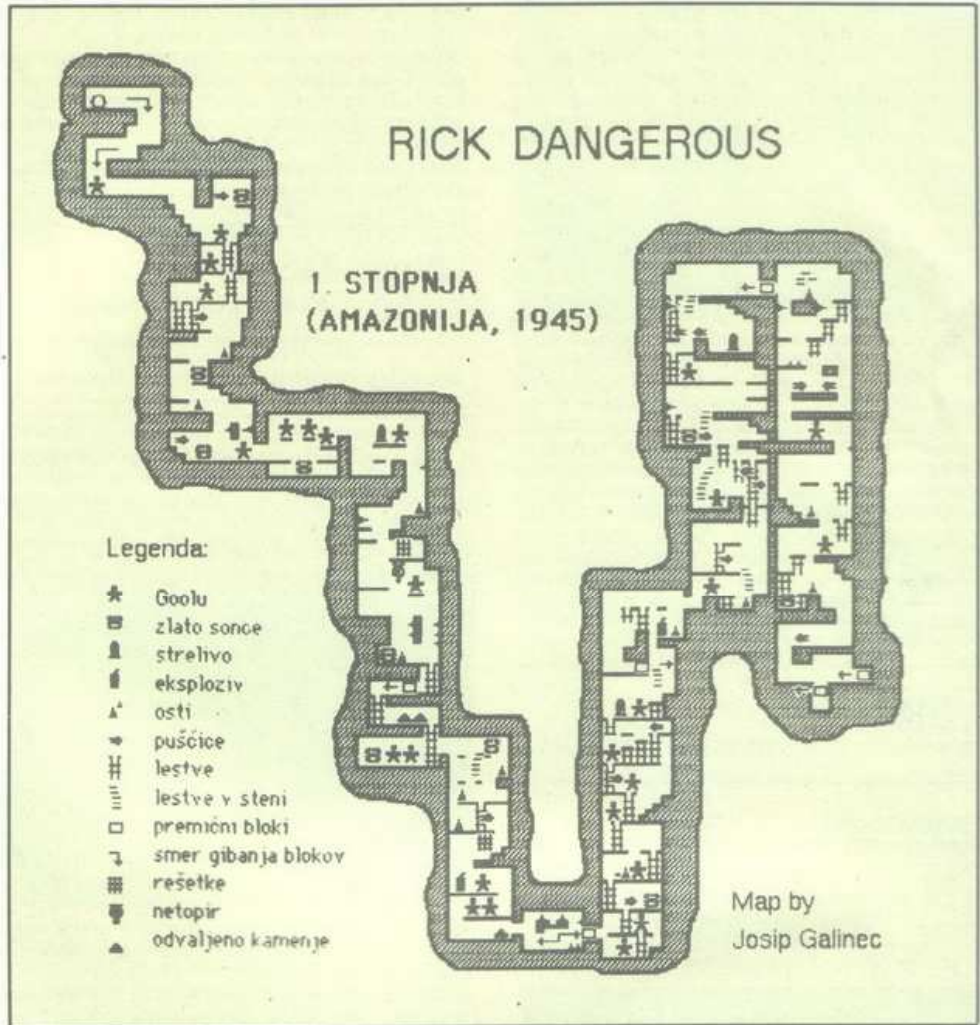 RICK DANGEROUS
1. STOPNJA
(AMAZONIJA, 1945)
Legenda:
Goolu
zlato sonce
strelivo
eksploziv
osti
puščice
lestve
lestve v steni
premični bloki
smer gibanja blokov
rešetke
netopir
odvaljeno kamenje
Map by
Josip Galinec